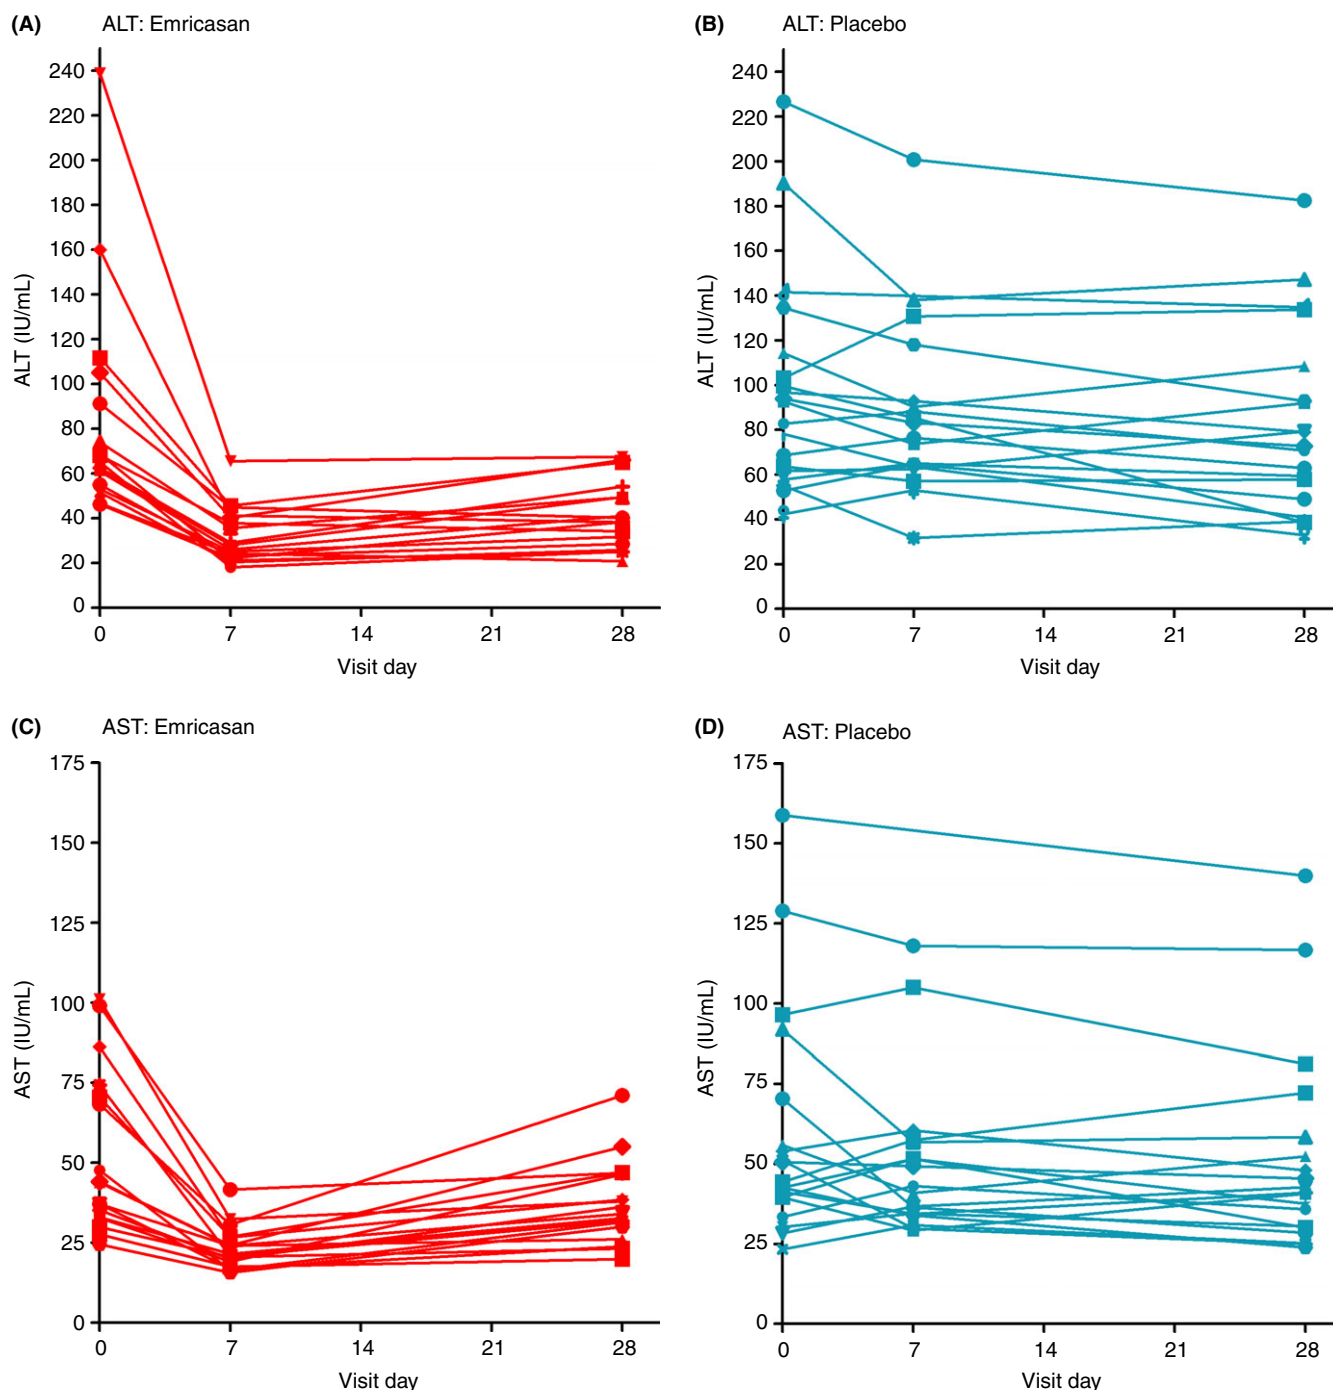 (A) ALT: Emricasan
240
220
200
180
160
140
120
100
80
60
40
20
0
ALT (IU/mL)
0 7 14 21 28
Visit day
(B) ALT: Placebo
240
220
200
180
160
140
120
100
80
60
40
20
0
ALT (IU/mL)
0 7 14 21 28
Visit day
(C) AST: Emricasan
175
150
125
100
75
50
25
0
AST (IU/mL)
0 7 14 21 28
Visit day
(D) AST: Placebo
175
150
125
100
75
50
25
0
AST (IU/mL)
0 7 14 21 28
Visit day